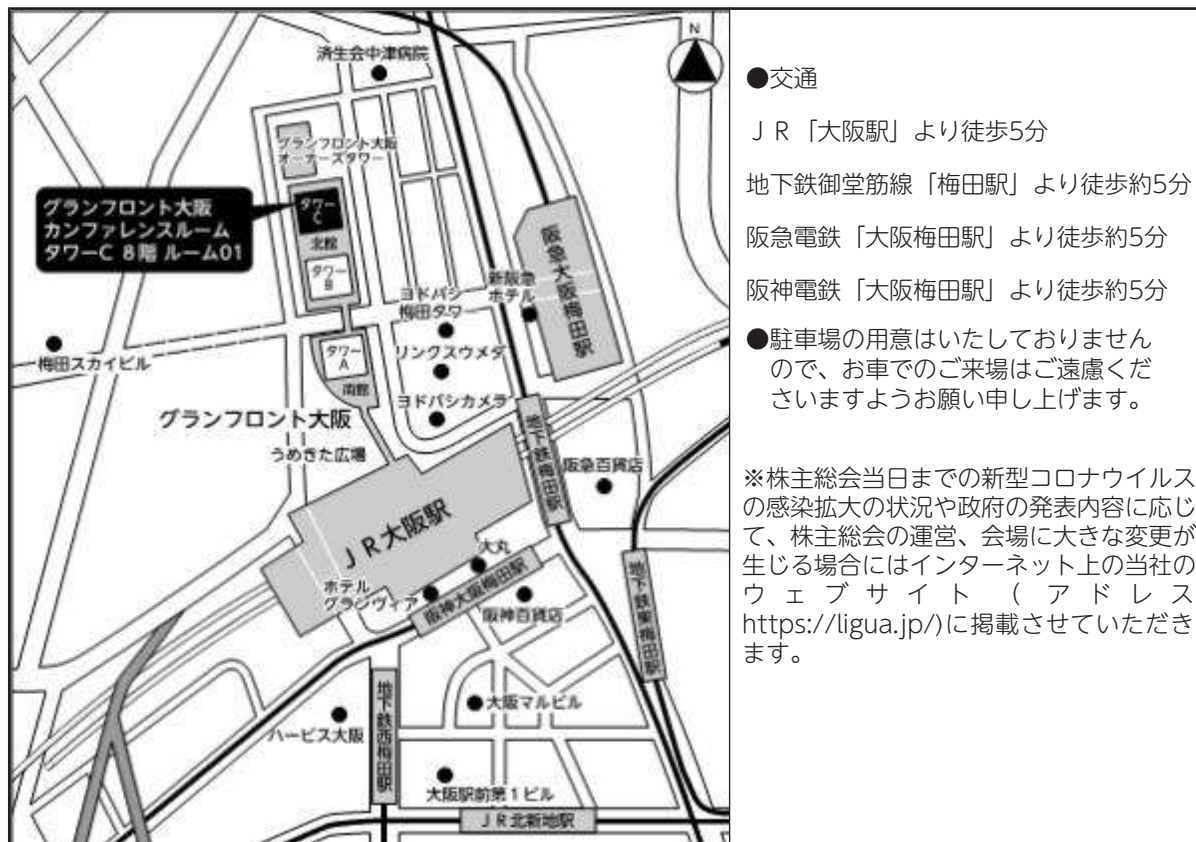 N
済生会中津病院
グランフロント大阪
オーナーズタワー
グランフロント大阪
カンファレンスルーム
タワーC 8階 ルーム01
タワー
C
北館
タワー
B
阪急大阪梅田駅
新阪急
ホテル
ヨドバシ
梅田タワー
梅田スカイビル
タワー
A
南館
リンクスウメダ
ヨドバシカメラ
グランフロント大阪
うめきた広場
地下鉄梅田駅
阪急百貨店
ＪＲ大阪駅
大丸
ホテル
グランヴィア
阪神大阪梅田駅
阪神百貨店
地下鉄東梅田駅
地下鉄西梅田駅
大阪マルビル
ハービス大阪
大阪駅前第１ビル
ＪＲ北新地駅
●交通
ＪＲ「大阪駅」より徒歩5分
地下鉄御堂筋線「梅田駅」より徒歩約5分
阪急電鉄「大阪梅田駅」より徒歩約5分
阪神電鉄「大阪梅田駅」より徒歩約5分
●駐車場の用意はいたしておりません
ので、お車でのご来場はご遠慮くだ
さいますようお願い申し上げます。
※株主総会当日までの新型コロナウイルス
の感染拡大の状況や政府の発表内容に応じ
て、株主総会の運営、会場に大きな変更が
生じる場合にはインターネット上の当社の
ウェブサイト（アドレス
https://ligua.jp/)に掲載させていただき
ます。